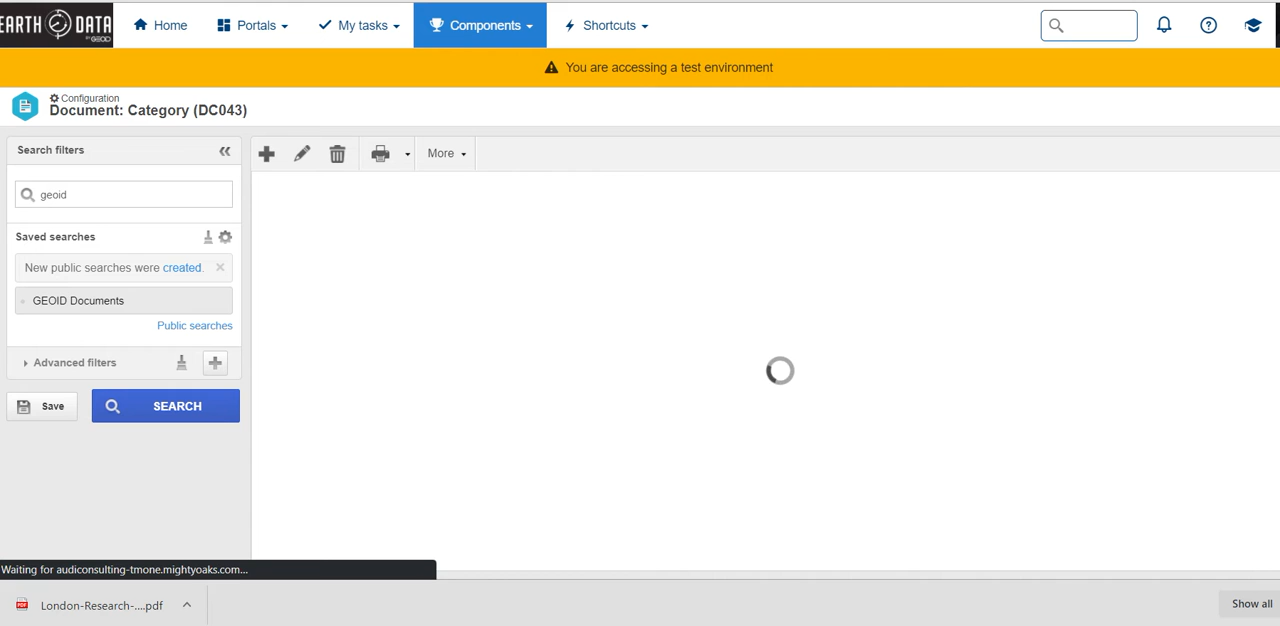 EARTH DATA
BY GEOID
Home
Portals
My tasks
Components
Shortcuts
You are accessing a test environment
Configuration
Document: Category (DC043)
Search filters
More
geoid
Saved searches
New public searches were created.
GEOID Documents
Public searches
Advanced filters
Save
SEARCH
Waiting for audiconsulting-tmone.mightyoaks.com...
London-Research-....pdf
Show all